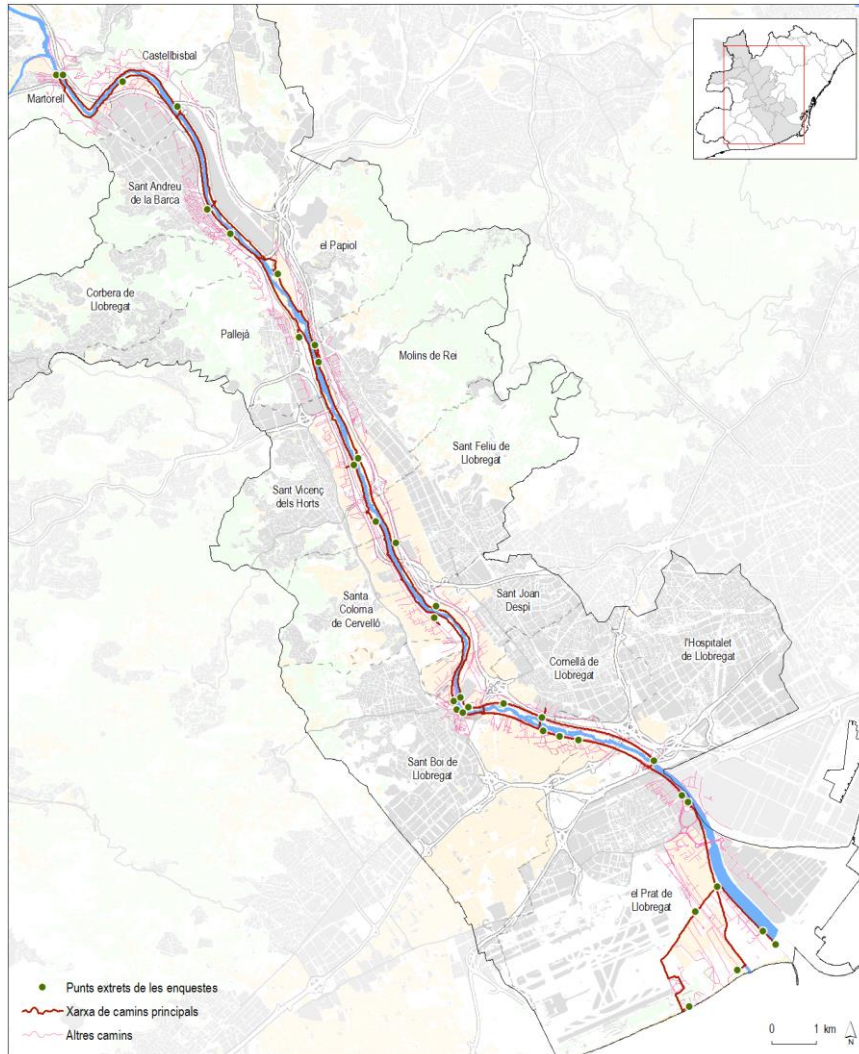 Castellbisbal
Martorell
Sant Andreu
de la Barca
el Papiol
Corbera de
Llobregat
Pallejà
Molins de Rei
Sant Feliu de
Llobregat
Sant Vicenç
dels Horts
Santa
Coloma
de Cervelló
Sant Joan
Despí
Cornellà de
Llobregat
l'Hospitalet
de Llobregat
Sant Boi de
Llobregat
el Prat de
Llobregat
Punts extrets de les enquestes
Xarxa de camins principals
Altres camins
0 1 km
N